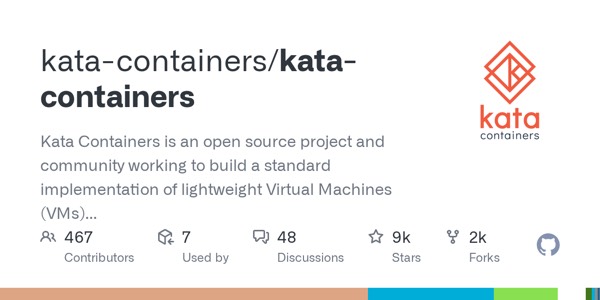 kata-containers/kata-
containers
kata
containers
Kata Containers is an open source project and
community working to build a standard
implementation of lightweight Virtual Machines
(VMs)...
467 7 48 9k 2k
Contributors Used by Discussions Stars Forks